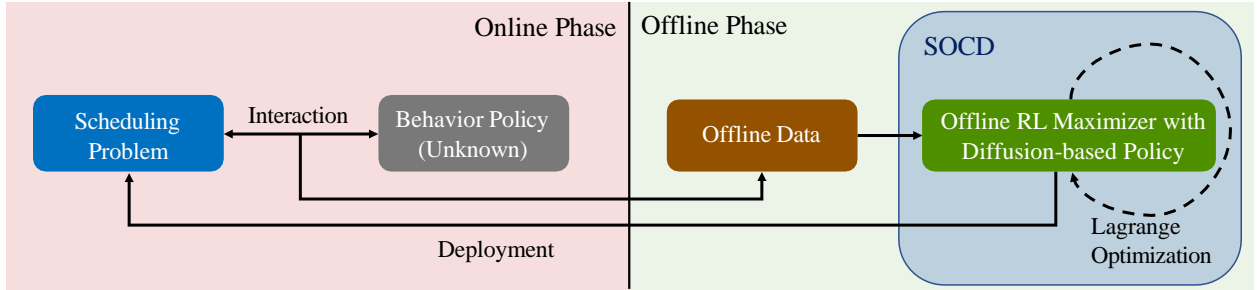 Online Phase
Offline Phase
SOCD
Scheduling
Problem
Interaction
Behavior Policy
(Unknown)
Offline Data
Offline RL Maximizer with
Diffusion-based Policy
Deployment
Lagrange
Optimization